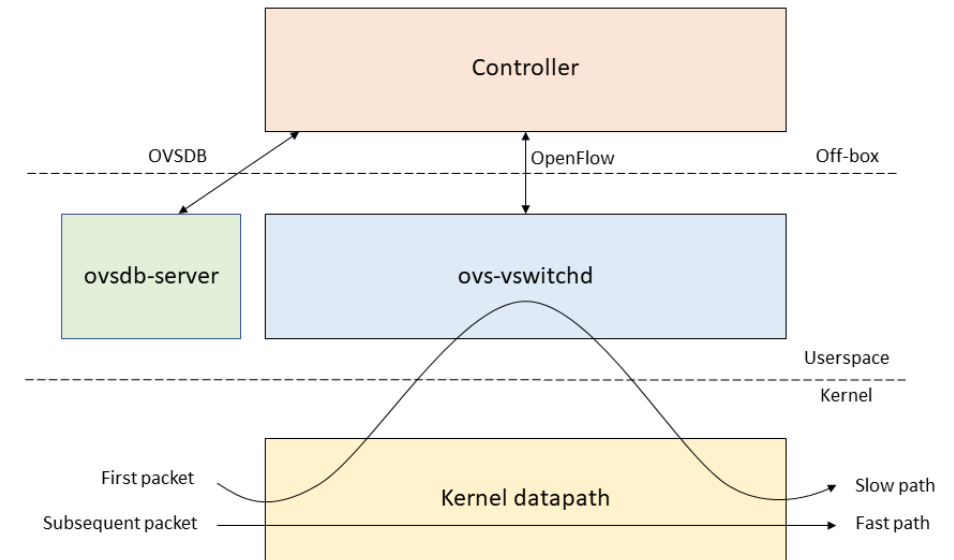 Controller
OVSDB
OpenFlow
Off-box
ovsdb-server
ovs-vswitchd
Userspace
Kernel
First packet
Kernel datapath
Slow path
Subsequent packet
Fast path